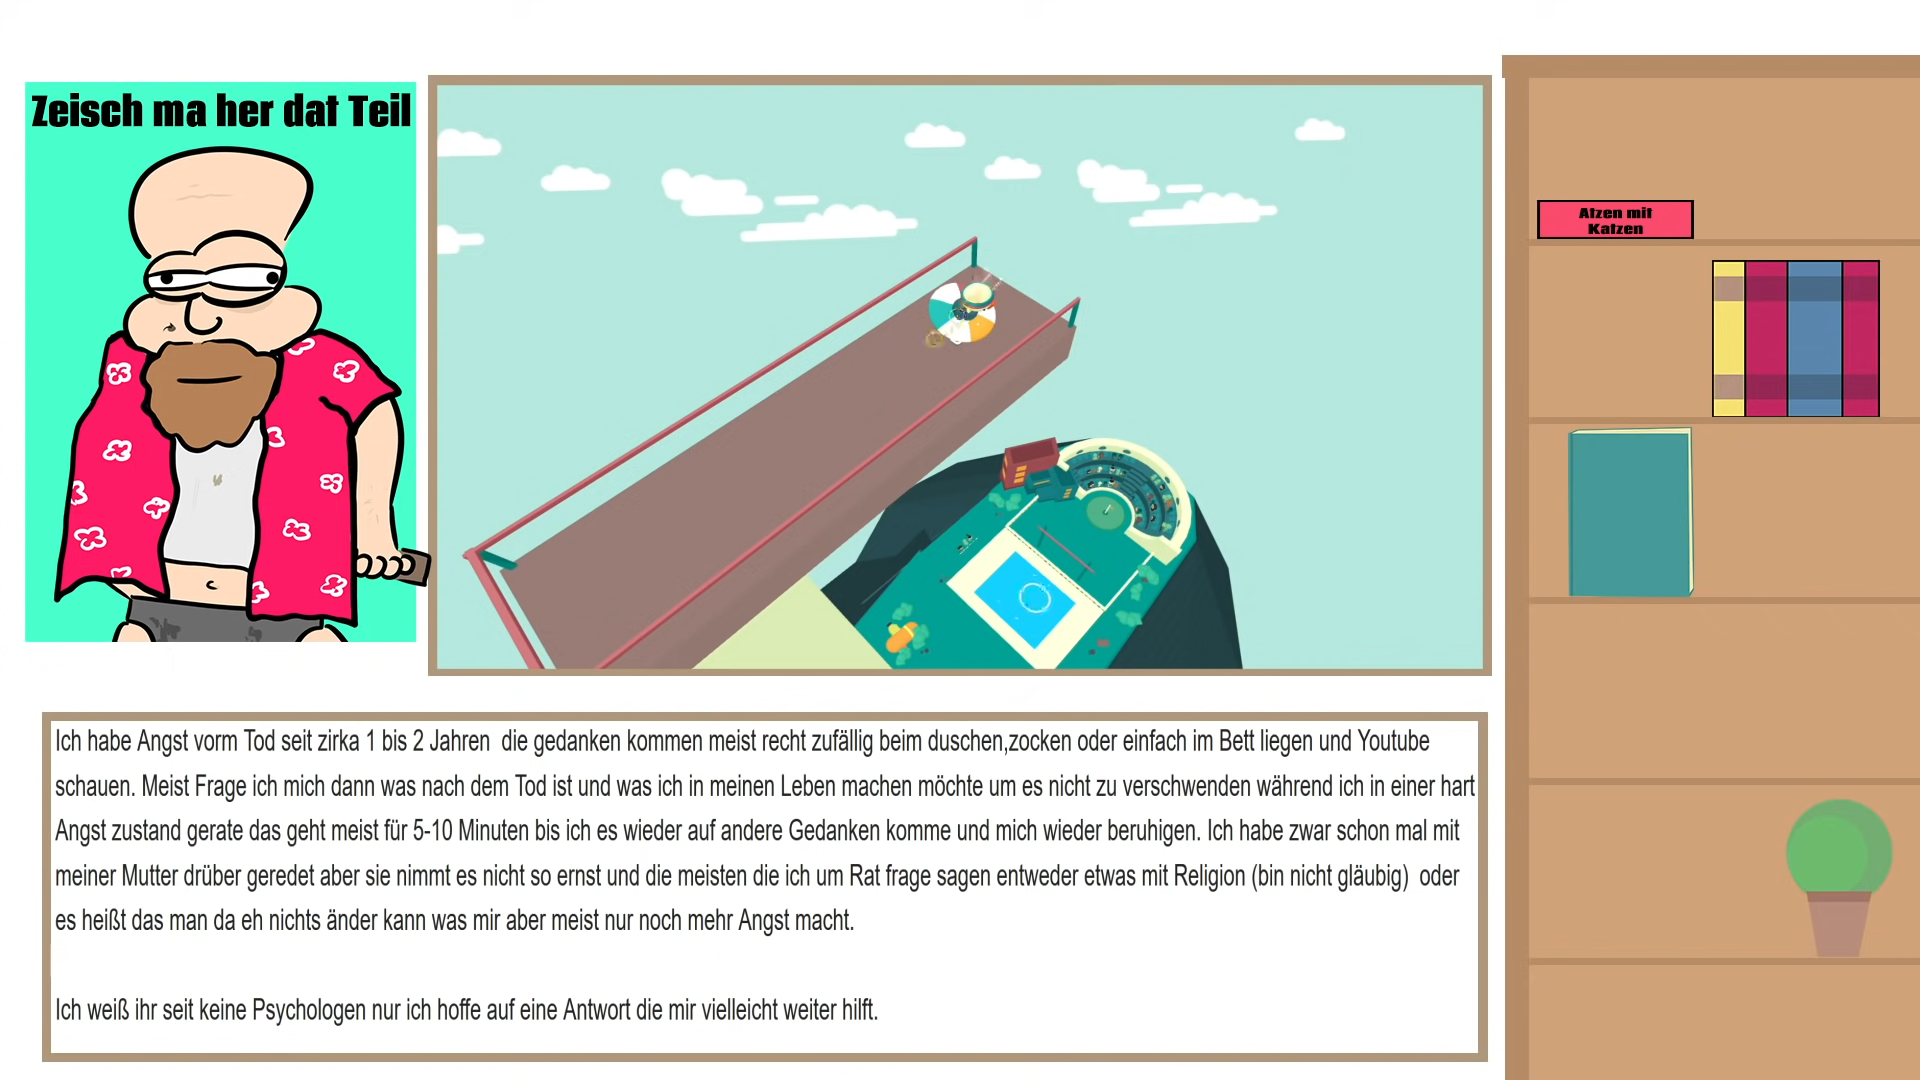 Zeisch ma her dat Teil
Atzen mit
Katzen
Ich habe Angst vorm Tod seit zirka 1 bis 2 Jahren  die gedanken kommen meist recht zufällig beim duschen,zocken oder einfach im Bett liegen und Youtube
schauen. Meist Frage ich mich dann was nach dem Tod ist und was ich in meinen Leben machen möchte um es nicht zu verschwenden während ich in einer hart
Angst zustand gerate das geht meist für 5-10 Minuten bis ich es wieder auf andere Gedanken komme und mich wieder beruhigen. Ich habe zwar schon mal mit
meiner Mutter drüber geredet aber sie nimmt es nicht so ernst und die meisten die ich um Rat frage sagen entweder etwas mit Religion (bin nicht gläubig)  oder
es heißt das man da eh nichts änder kann was mir aber meist nur noch mehr Angst macht.
Ich weiß ihr seit keine Psychologen nur ich hoffe auf eine Antwort die mir vielleicht weiter hilft.